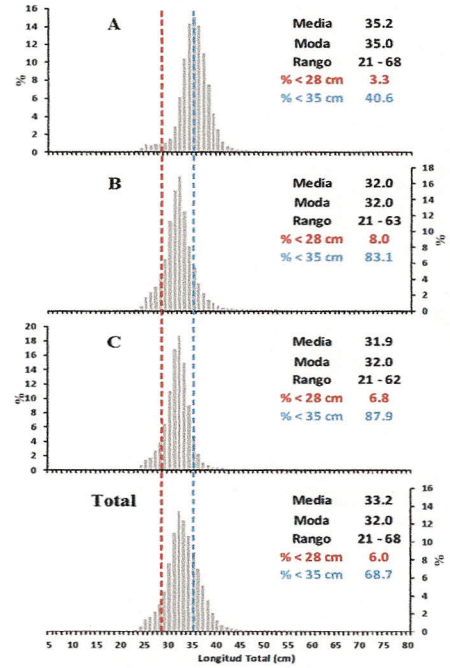 16
14
12
10
8
6
4
2
0
%
A
Media 35.2
Moda 35.0
Rango 21 - 68
% < 28 cm 3.3
% < 35 cm 40.6
B
Media 32.0
Moda 32.0
Rango 21 - 63
% < 28 cm 8.0
% < 35 cm 83.1
18
16
14
12
10
8
6
4
2
0
%
20
18
16
14
12
10
8
6
4
2
0
%
C
Media 31.9
Moda 32.0
Rango 21 - 62
% < 28 cm 6.8
% < 35 cm 87.9
Total
Media 33.2
Moda 32.0
Rango 21 - 68
% < 28 cm 6.0
% < 35 cm 68.7
16
14
12
10
8
6
4
2
0
%
5 10 15 20 25 30 35 40 45 50 55 60 65 70 75 80
Longitud Total (cm)